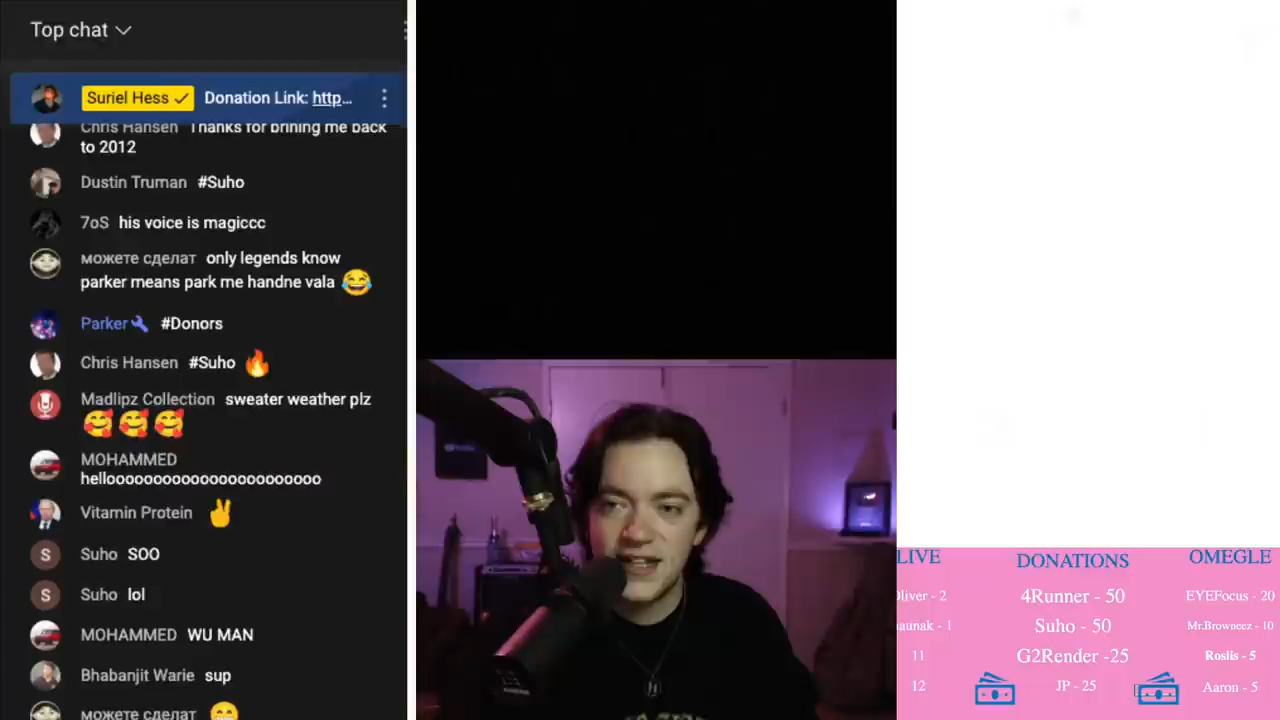 Top chat
Suriel Hess Donation Link: http...
Chris Hansen Thanks for brining me back
to 2012
Dustin Truman #Suho
7oS his voice is magiccc
можете сделат only legends know
parker means park me handne vala 😂
Parker #Donors
Chris Hansen #Suho 🔥
Madlipz Collection sweater weather plz
🥰🥰🥰
MOHAMMED
hellooooooooooooooooooooooo
Vitamin Protein ✌
S Suho SOO
S Suho lol
MOHAMMED WU MAN
Bhabanjit Warie sup
можете сделат 😁
LIVE
Oliver - 2
aunak - 1
11
12
DONATIONS
4Runner - 50
Suho - 50
G2Render -25
JP - 25
OMEGLE
EYEFocus - 20
Mr.Browneez - 10
Roslis - 5
Aaron - 5